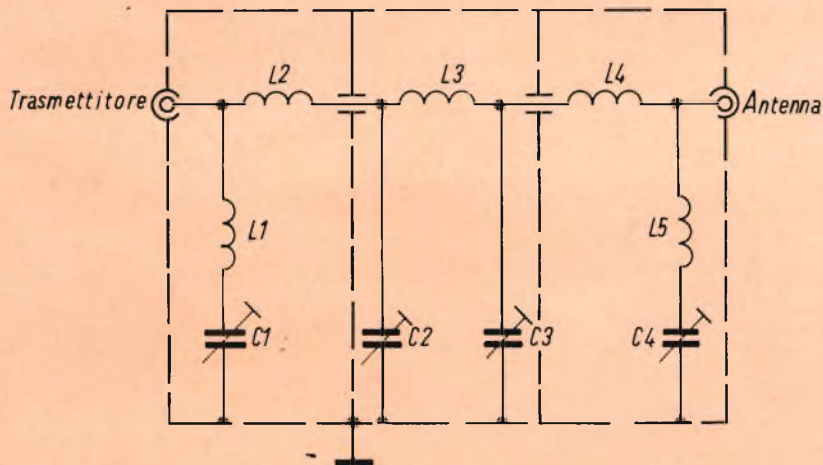 L2
L3
L4
Trasmettitore
Antenna
L1
L5
C1
C2
C3
C4